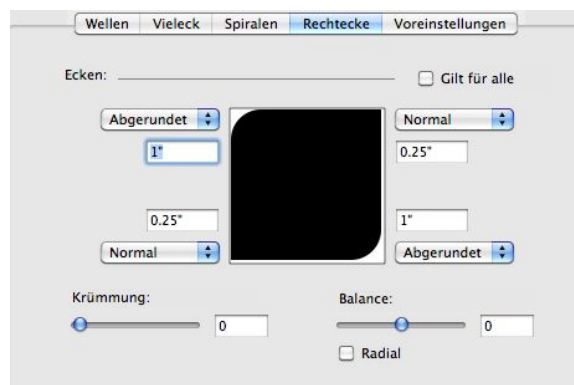 Wellen Vieleck Spiralen Rechtecke Voreinstellungen
Ecken: Gilt für alle
Abgerundet Normal
1" 0.25"
0.25" 1"
Normal Abgerundet
Krümmung: Balance:
0 0
Radial